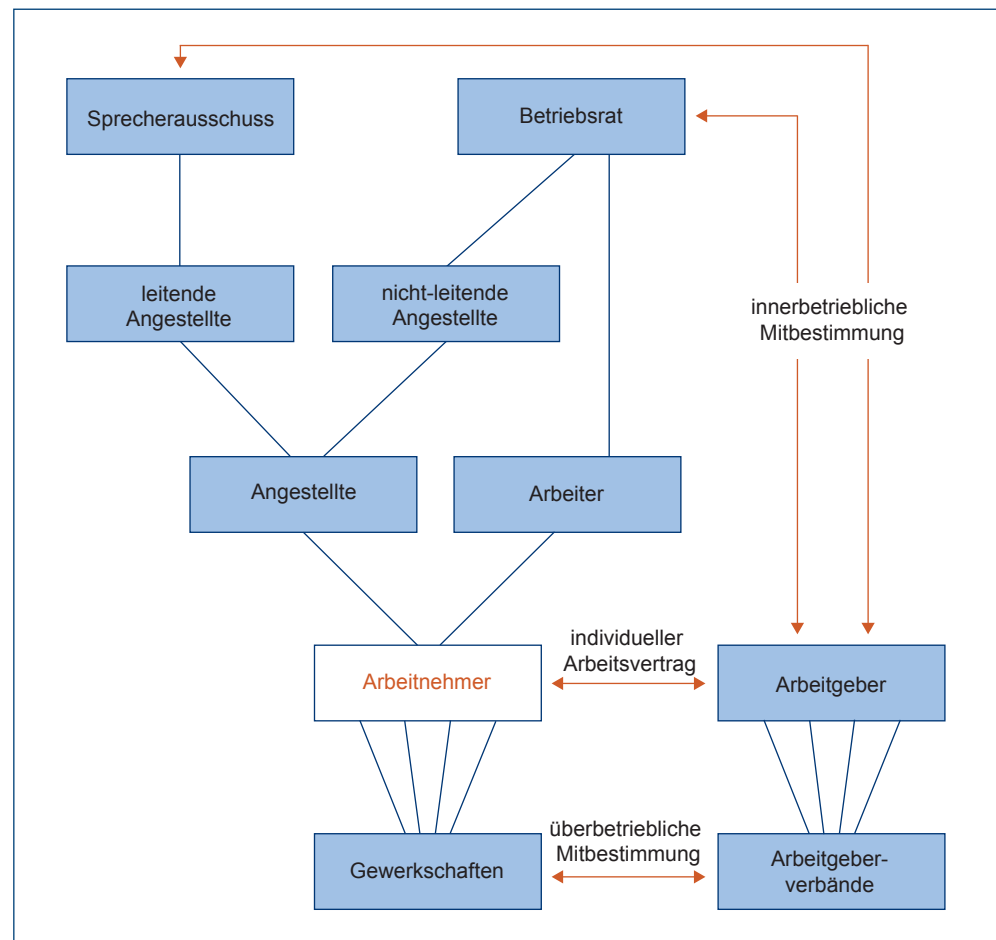 Sprecherausschuss
Betriebsrat
leitende
Angestellte
nicht-leitende
Angestellte
innerbetriebliche
Mitbestimmung
Angestellte
Arbeiter
individueller
Arbeitsvertrag
Arbeitnehmer
Arbeitgeber
überbetriebliche
Mitbestimmung
Gewerkschaften
Arbeitgeber-
verbände